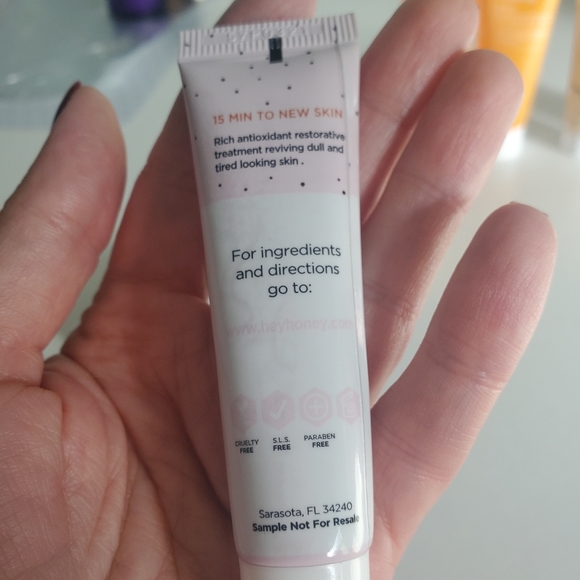 15 MIN TO NEW SKIN
Rich antioxidant restorative
treatment reviving dull and
tired looking skin.
For ingredients
and directions
go to:
www.heyhoney.com
CRUELTY
FREE
S.L.S.
FREE
PARABEN
FREE
Sarasota, FL 34240
Sample Not For Resale